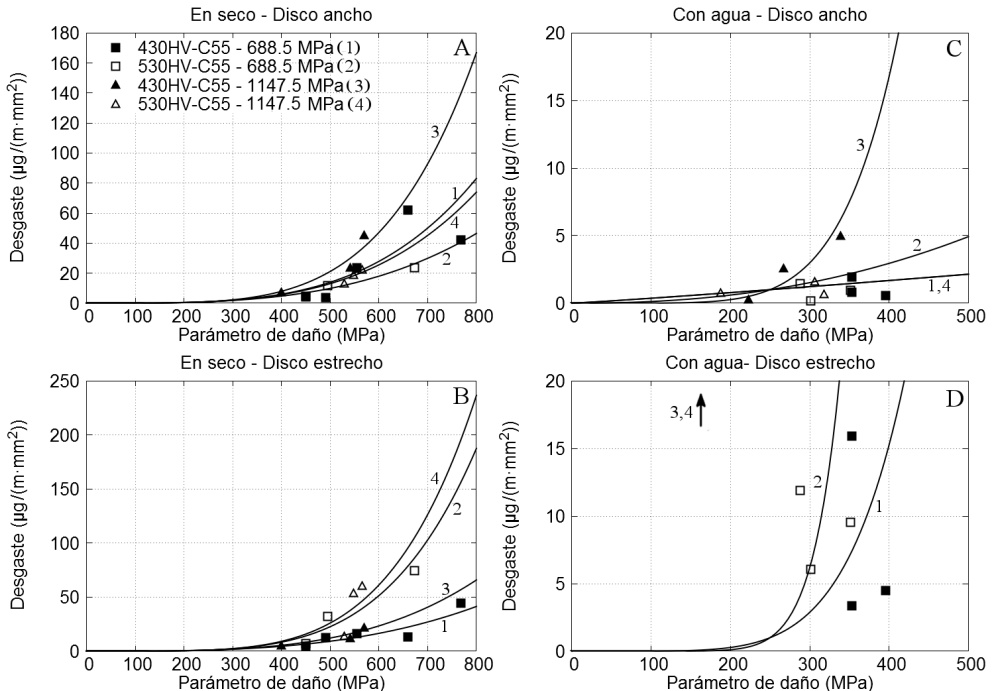 En seco - Disco ancho
A
180
160
140
120
100
80
60
40
20
0
Desgaste (µg/(m·mm²))
430HV-C55 - 688.5 MPa (1)
530HV-C55 - 688.5 MPa (2)
430HV-C55 - 1147.5 MPa (3)
530HV-C55 - 1147.5 MPa (4)
3
1
4
2
0 100 200 300 400 500 600 700 800
Parámetro de daño (MPa)
Con agua - Disco ancho
C
20
15
10
5
0
Desgaste (µg/(m·mm²))
3
2
1,4
0 100 200 300 400 500
Parámetro de daño (MPa)
En seco - Disco estrecho
B
250
200
150
100
50
0
Desgaste (µg/(m·mm²))
4
2
3
1
0 100 200 300 400 500 600 700 800
Parámetro de daño (MPa)
Con agua- Disco estrecho
D
20
15
10
5
0
Desgaste (µg/(m·mm²))
3,4
2
1
0 100 200 300 400 500
Parámetro de daño (MPa)